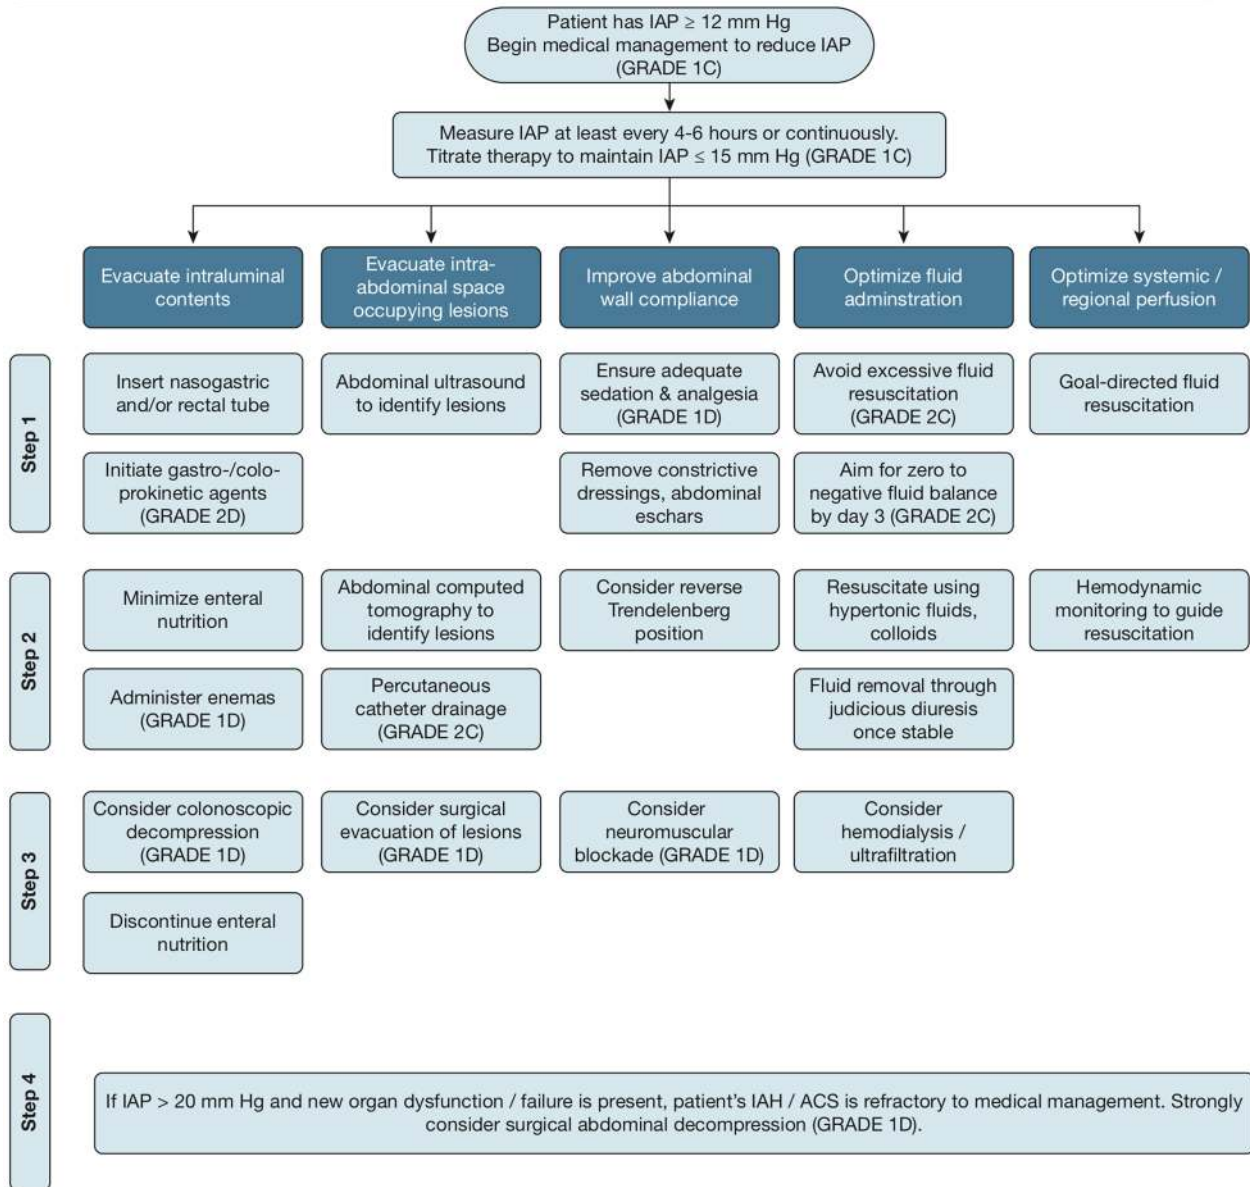 Patient has IAP ≥ 12 mm Hg
Begin medical management to reduce IAP
(GRADE 1C)
Measure IAP at least every 4-6 hours or continuously.
Titrate therapy to maintain IAP ≤ 15 mm Hg (GRADE 1C)
Evacuate intraluminal
contents
Evacuate intra-
abdominal space
occupying lesions
Improve abdominal
wall compliance
Optimize fluid
adminstration
Optimize systemic /
regional perfusion
Step 1
Insert nasogastric
and/or rectal tube
Abdominal ultrasound
to identify lesions
Ensure adequate
sedation & analgesia
(GRADE 1D)
Avoid excessive fluid
resuscitation
(GRADE 2C)
Goal-directed fluid
resuscitation
Initiate gastro-/colo-
prokinetic agents
(GRADE 2D)
Remove constrictive
dressings, abdominal
eschars
Aim for zero to
negative fluid balance
by day 3 (GRADE 2C)
Step 2
Minimize enteral
nutrition
Abdominal computed
tomography to
identify lesions
Consider reverse
Trendelenberg
position
Resuscitate using
hypertonic fluids,
colloids
Hemodynamic
monitoring to guide
resuscitation
Administer enemas
(GRADE 1D)
Percutaneous
catheter drainage
(GRADE 2C)
Fluid removal through
judicious diuresis
once stable
Step 3
Consider colonoscopic
decompression
(GRADE 1D)
Consider surgical
evacuation of lesions
(GRADE 1D)
Consider
neuromuscular
blockade (GRADE 1D)
Consider
hemodialysis /
ultrafiltration
Discontinue enteral
nutrition
Step 4
If IAP > 20 mm Hg and new organ dysfunction / failure is present, patient's IAH / ACS is refractory to medical management. Strongly
consider surgical abdominal decompression (GRADE 1D).